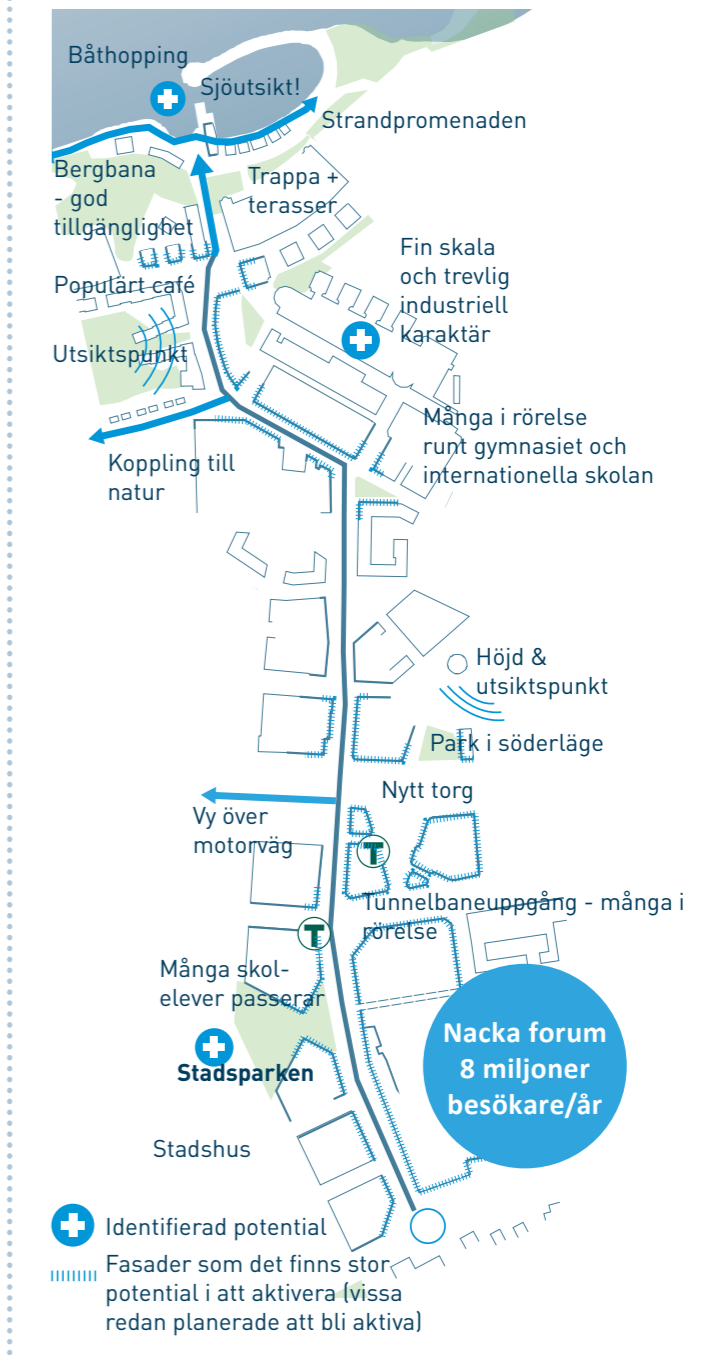 Båthopping
Sjöutsikt!
Strandpromenaden
Bergbana
- god
tillgänglighet
Trappa +
terasser
Fin skala
och trevlig
industriell
karaktär
Populärt café
Utsiktspunkt
Många i rörelse
runt gymnasiet och
internationella skolan
Koppling till
natur
Höjd &
utsiktspunkt
Park i söderläge
Nytt torg
Vy över
motorväg
T
Tunnelbaneuppgång - många i
rörelse
T
Många skol-
elever passerar
Stadsparken
Nacka forum
8 miljoner
besökare/år
Stadshus
Identifierad potential
Fasader som det finns stor
potential i att aktivera (vissa
redan planerade att bli aktiva)